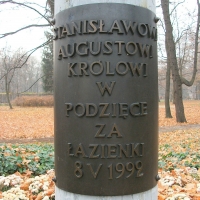 STANISŁAWOWI
AUGUSTOWI
KRÓLOWI
W
PODZIĘCE
ZA
ŁAZIENKI
8 V 1992